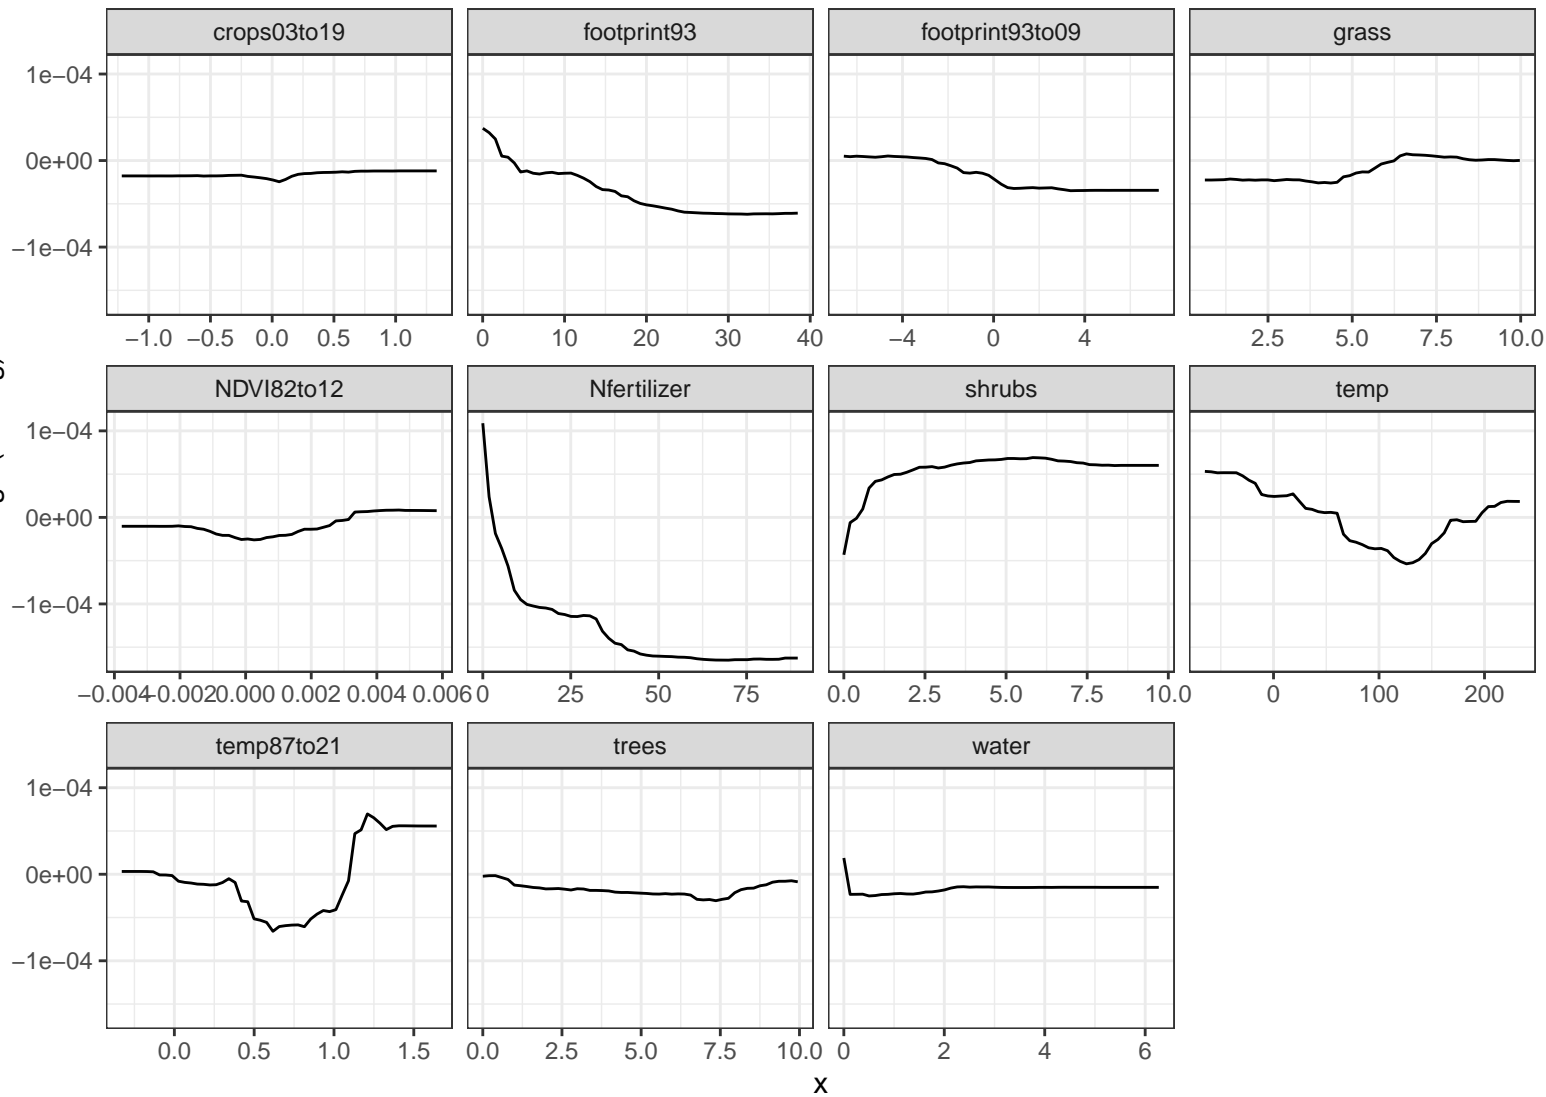 crops03to19 footprint93 footprint93to09 grass
1e−04
0e+00
−1e−04
−1.0 −0.5 0.0 0.5 1.0 0 10 20 30 40 −4 0 4 2.5 5.0 7.5 10.0
NDVI82to12 Nfertilizer shrubs temp
1e−04
0e+00
−1e−04
−0.004 −0.002 0.000 0.002 0.004 0.006 0 25 50 75 0.0 2.5 5.0 7.5 10.0 0 100 200
temp87to21 trees water
1e−04
0e+00
−1e−04
0.0 0.5 1.0 1.5 0.0 2.5 5.0 7.5 10.0 0 2 4 6
x